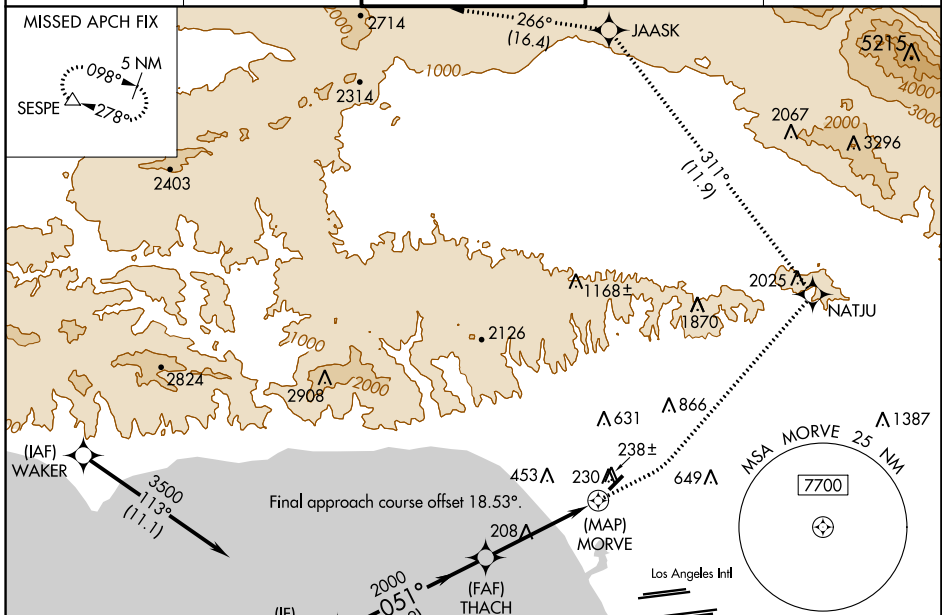 MISSED APCH FIX
5 NM
098°
SESPE
278°
2714
266°
(16.4)
JAASK
5215
4000
3000
1000
2314
2067
2000
3296
311°
(11.9)
2403
2025
NATJU
1168±
1870
1000
2126
2824
2908
2000
631
866
1387
(IAF)
WAKER
3500
113°
(11.1)
453
230
238±
649
MSA MORVE 25 NM
7700
Final approach course offset 18.53°.
(MAP)
MORVE
208
2000
051°
(FAF)
THACH
Los Angeles Intl